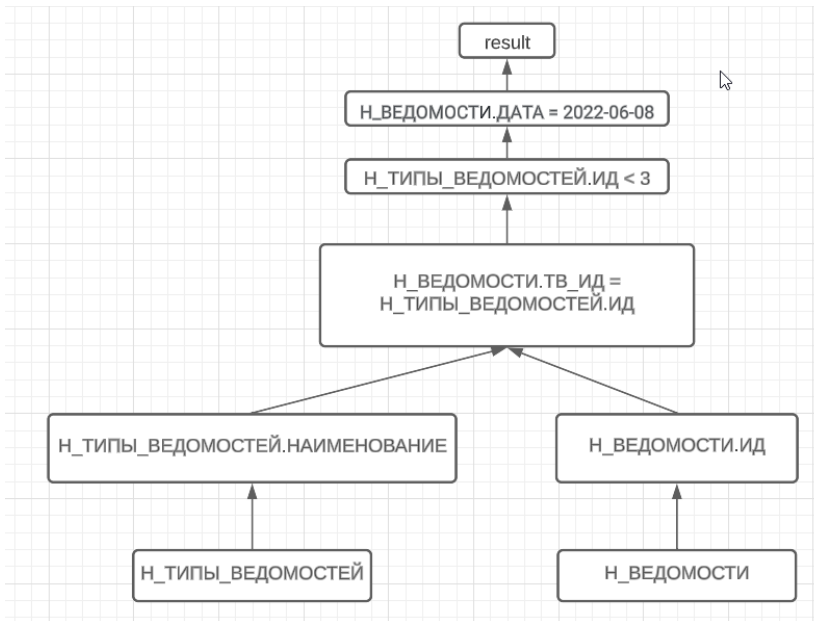 result
Н_ВЕДОМОСТИ.ДАТА = 2022-06-08
Н_ТИПЫ_ВЕДОМОСТЕЙ.ИД < 3
Н_ВЕДОМОСТИ.ТВ_ИД =
Н_ТИПЫ_ВЕДОМОСТЕЙ.ИД
Н_ТИПЫ_ВЕДОМОСТЕЙ.НАИМЕНОВАНИЕ
Н_ВЕДОМОСТИ.ИД
Н_ТИПЫ_ВЕДОМОСТЕЙ
Н_ВЕДОМОСТИ